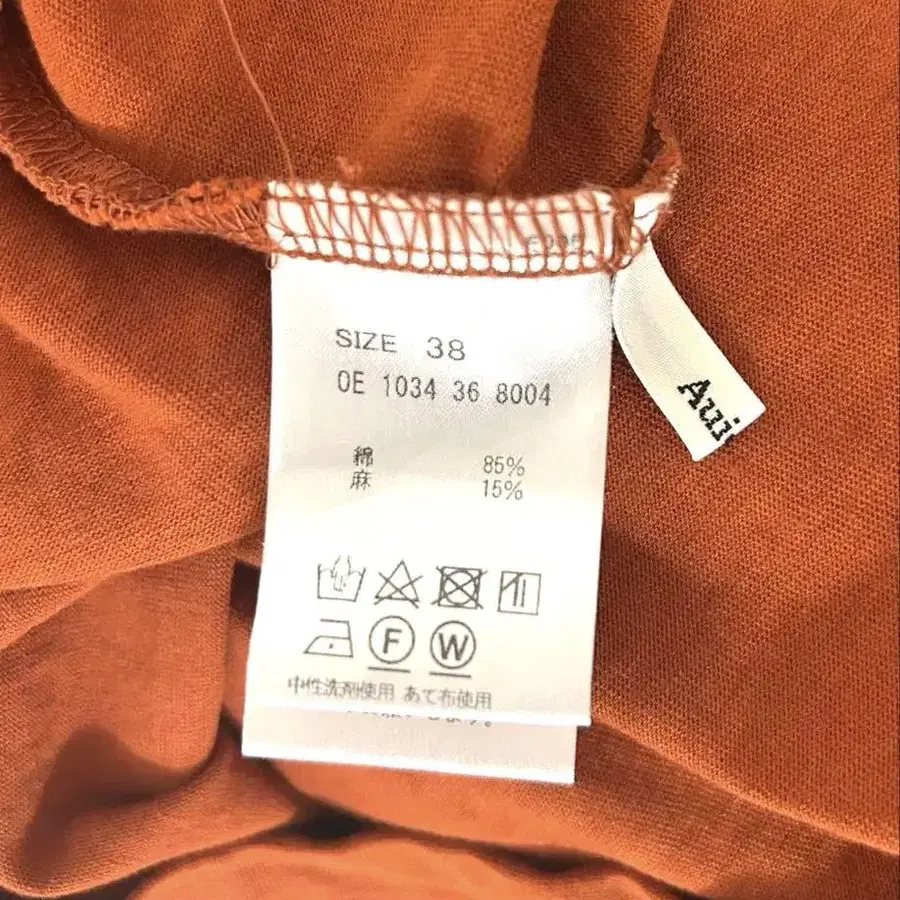 SIZE 38
OE 1034 36 8004
綿 85%
麻 15%
F
W
中性洗剤使用 あて布使用
Aui